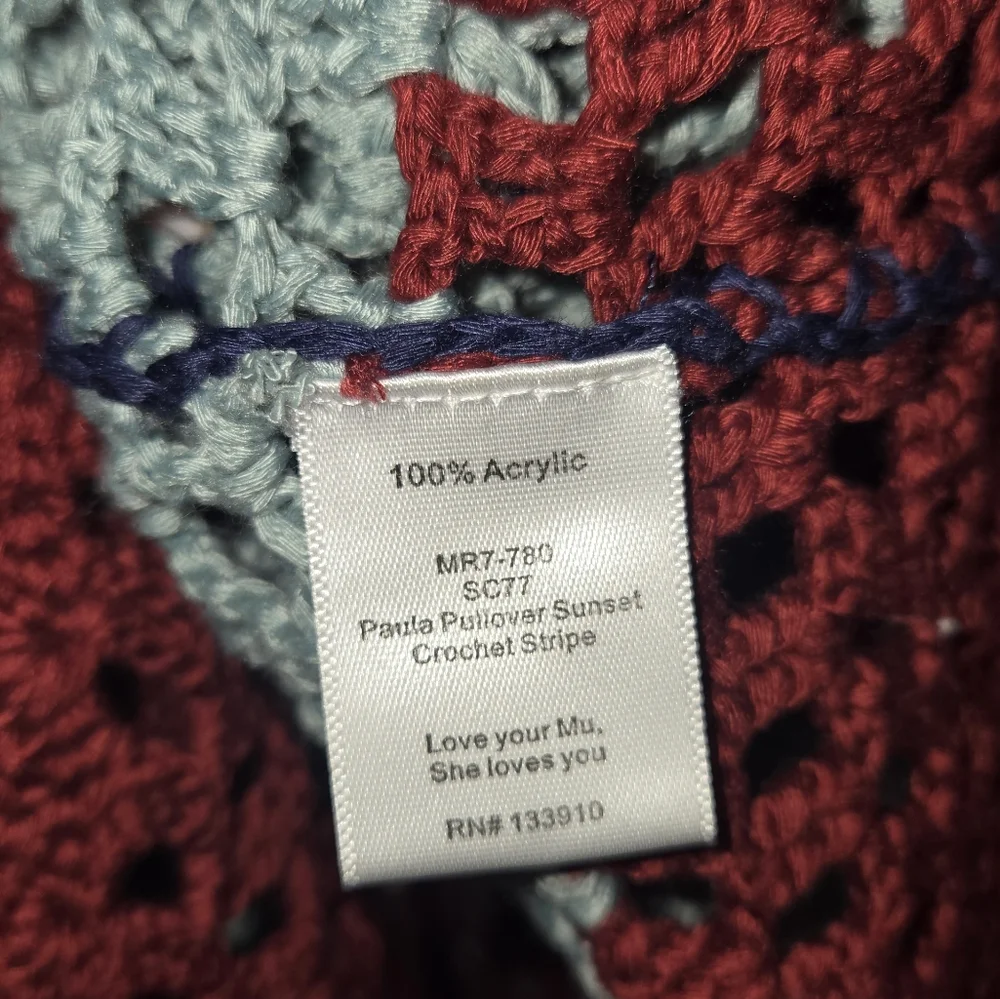 100% Acrylic
MR7-780
SC77
Paula Pullover Sunset
Crochet Stripe
Love your Mu,
She loves you
RN# 133910